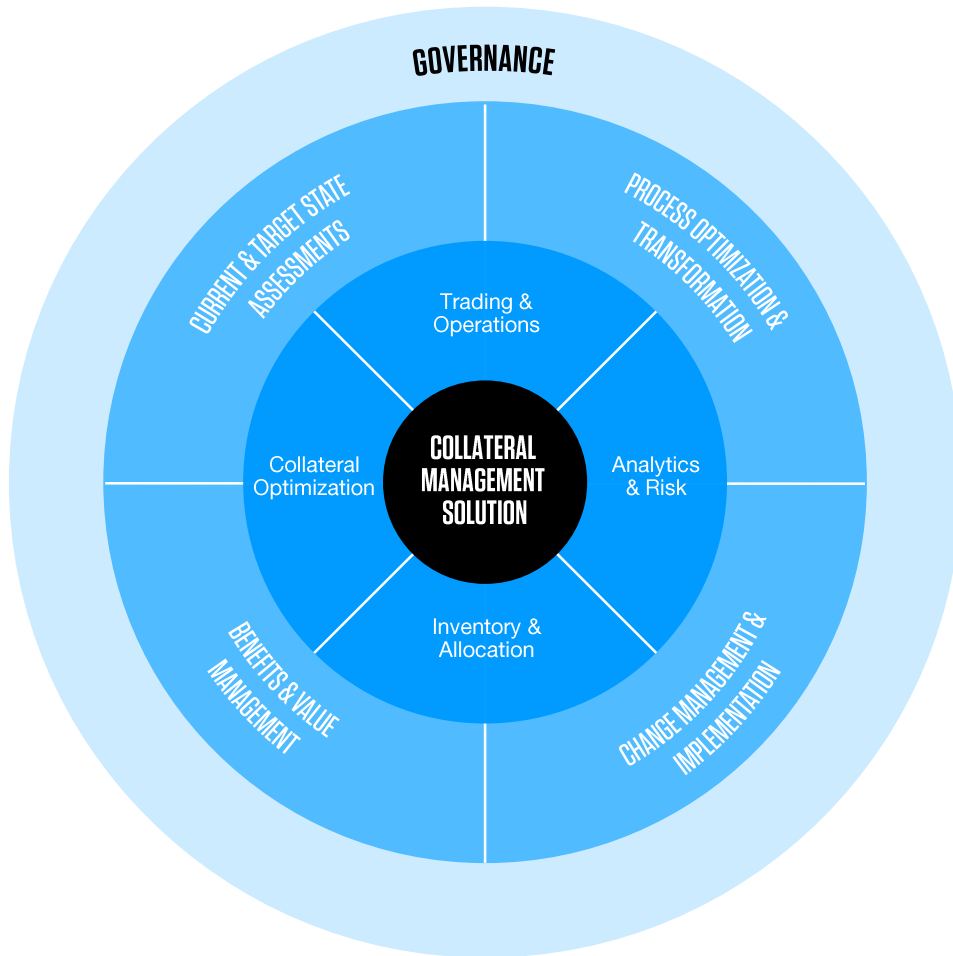 GOVERNANCE
CURRENT & TARGET STATE
ASSESSMENTS
PROCESS OPTIMIZATION &
TRANSFORMATION
Trading &
Operations
Collateral
Optimization
COLLATERAL
MANAGEMENT
SOLUTION
Analytics
& Risk
Inventory &
Allocation
BENEFITS & VALUE
MANAGEMENT
CHANGE MANAGEMENT &
IMPLEMENTATION